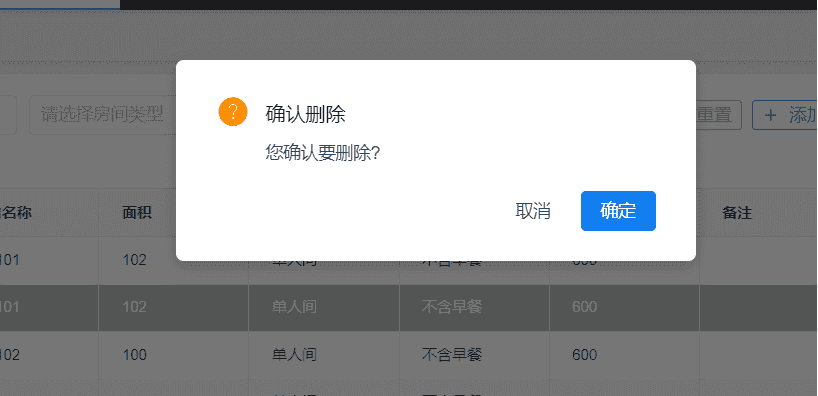 请选择房间类型
重置
+ 添加
?
确认删除
您确认要删除?
取消
确定
名称 面积 备注
101 102 单人间 不含早餐 600
101 102 单人间 不含早餐 600
102 100 单人间 不含早餐 600